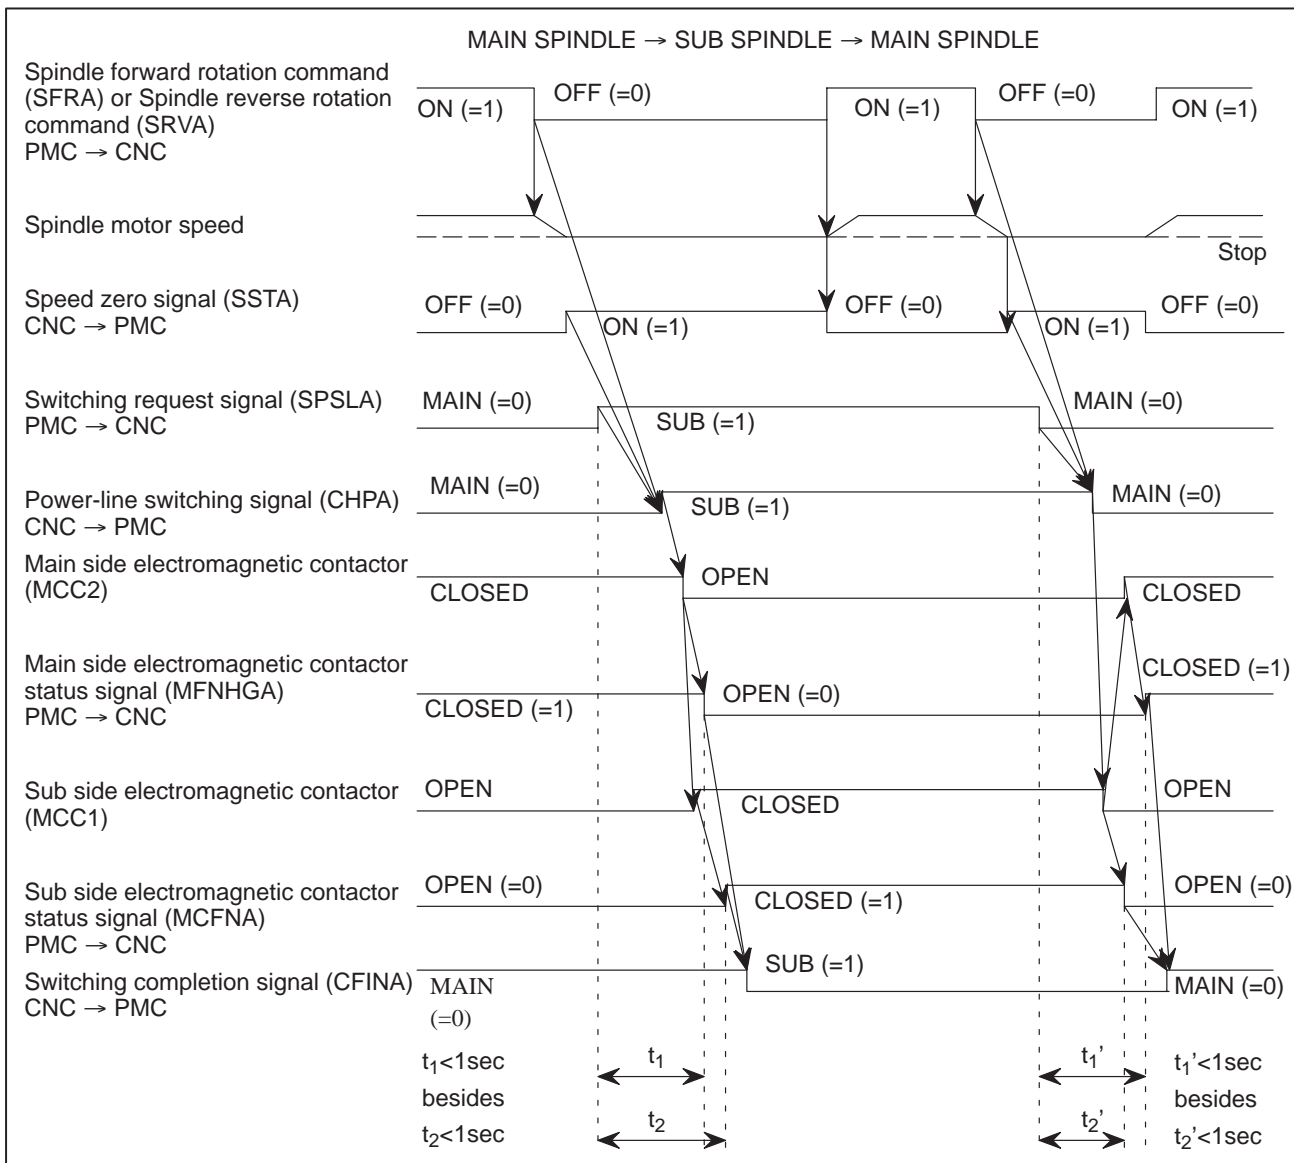 MAIN SPINDLE → SUB SPINDLE → MAIN SPINDLE
Spindle forward rotation command
(SFRA) or Spindle reverse rotation
command (SRVA)
PMC → CNC
ON (=1)
OFF (=0)
ON (=1)
OFF (=0)
ON (=1)
Spindle motor speed
Stop
Speed zero signal (SSTA)
CNC → PMC
OFF (=0)
ON (=1)
OFF (=0)
ON (=1)
OFF (=0)
Switching request signal (SPSLA)
PMC → CNC
MAIN (=0)
SUB (=1)
MAIN (=0)
Power-line switching signal (CHPA)
CNC → PMC
MAIN (=0)
SUB (=1)
MAIN (=0)
Main side electromagnetic contactor
(MCC2)
CLOSED
OPEN
CLOSED
Main side electromagnetic contactor
status signal (MFNHGA)
PMC → CNC
CLOSED (=1)
OPEN (=0)
CLOSED (=1)
Sub side electromagnetic contactor
(MCC1)
OPEN
CLOSED
OPEN
Sub side electromagnetic contactor
status signal (MCFNA)
PMC → CNC
OPEN (=0)
CLOSED (=1)
OPEN (=0)
Switching completion signal (CFINA)
CNC → PMC
MAIN
(=0)
SUB (=1)
MAIN (=0)
t1<1sec
besides
t2<1sec
t1
t2
t1’
t2’
t1’<1sec
besides
t2’<1sec